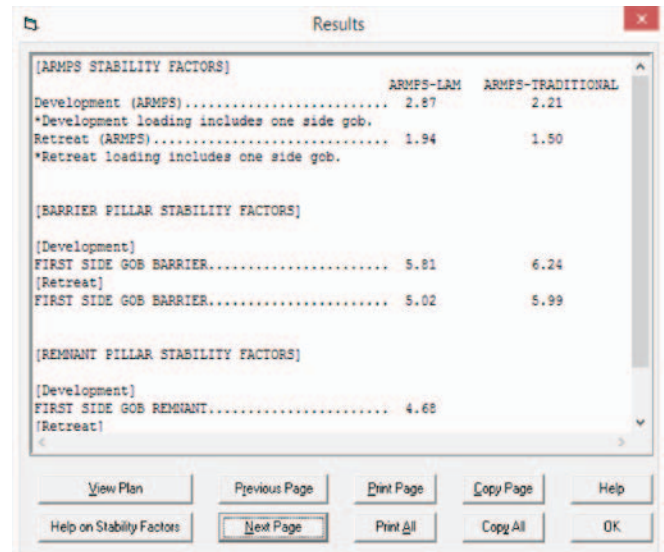 Results
[ARMPS STABILITY FACTORS]
ARMPS-LAM ARMPS-TRADITIONAL
Development (ARMPS)........................... 2.87 2.21
*Development loading includes one side gob.
Retreat (ARMPS)............................... 1.94 1.50
*Retreat loading includes one side gob.
[BARRIER PILLAR STABILITY FACTORS]
[Development]
FIRST SIDE GOB BARRIER........................ 5.81 6.24
[Retreat]
FIRST SIDE GOB BARRIER........................ 5.02 5.99
[REMNANT PILLAR STABILITY FACTORS]
[Development]
FIRST SIDE GOB REMNANT........................ 4.68
[Retreat]
View Plan Previous Page Print Page Copy Page Help
Help on Stability Factors Next Page Print All Copy All OK